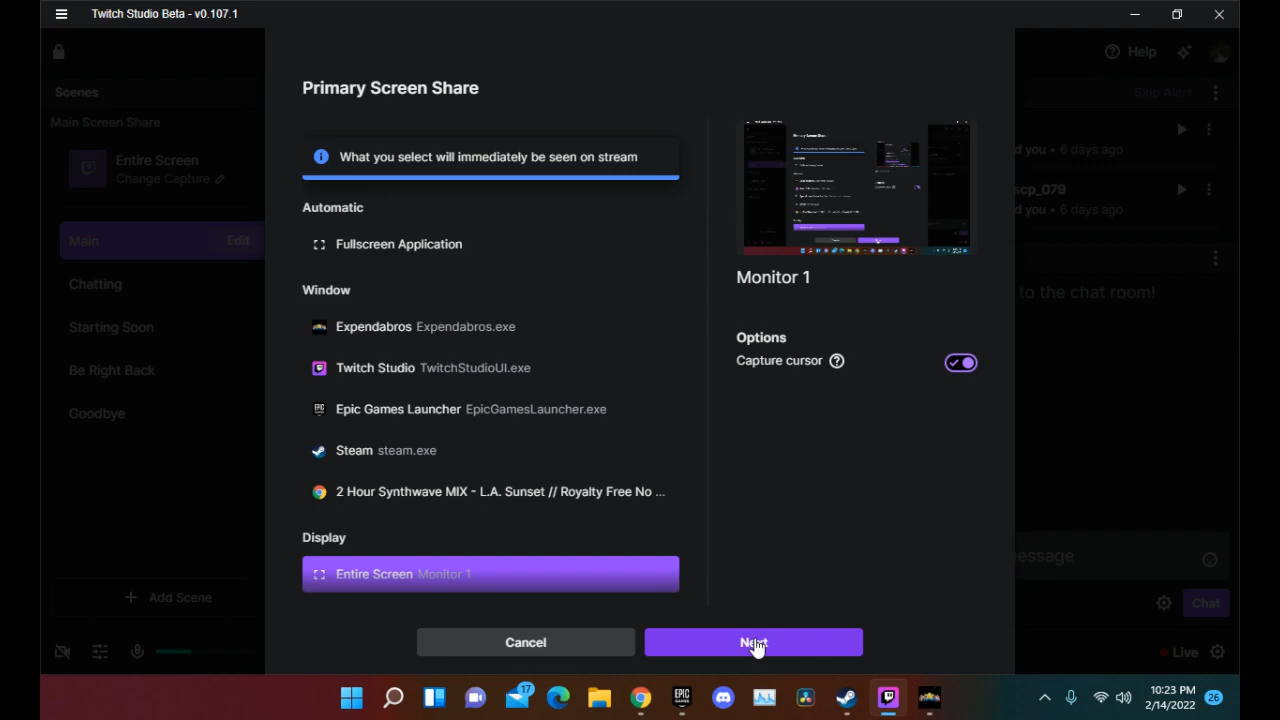 Twitch Studio Beta - v0.107.1
Help
Scenes
Skip Alert
Main Screen Share
Entire Screen
Change Capture
Main
Edit
Chatting
Starting Soon
Be Right Back
Goodbye
+ Add Scene
Primary Screen Share
What you select will immediately be seen on stream
Automatic
Fullscreen Application
Window
Expendabros Expendabros.exe
Twitch Studio TwitchStudioUI.exe
Epic Games Launcher EpicGamesLauncher.exe
Steam steam.exe
2 Hour Synthwave MIX - L.A. Sunset // Royalty Free No ...
Display
Entire Screen Monitor 1
Monitor 1
Options
Capture cursor
Cancel
Next
d you • 6 days ago
scp_079
d you • 6 days ago
to the chat room!
essage
Chat
Live
17
EPIC
GAMES
10:23 PM
2/14/2022
26